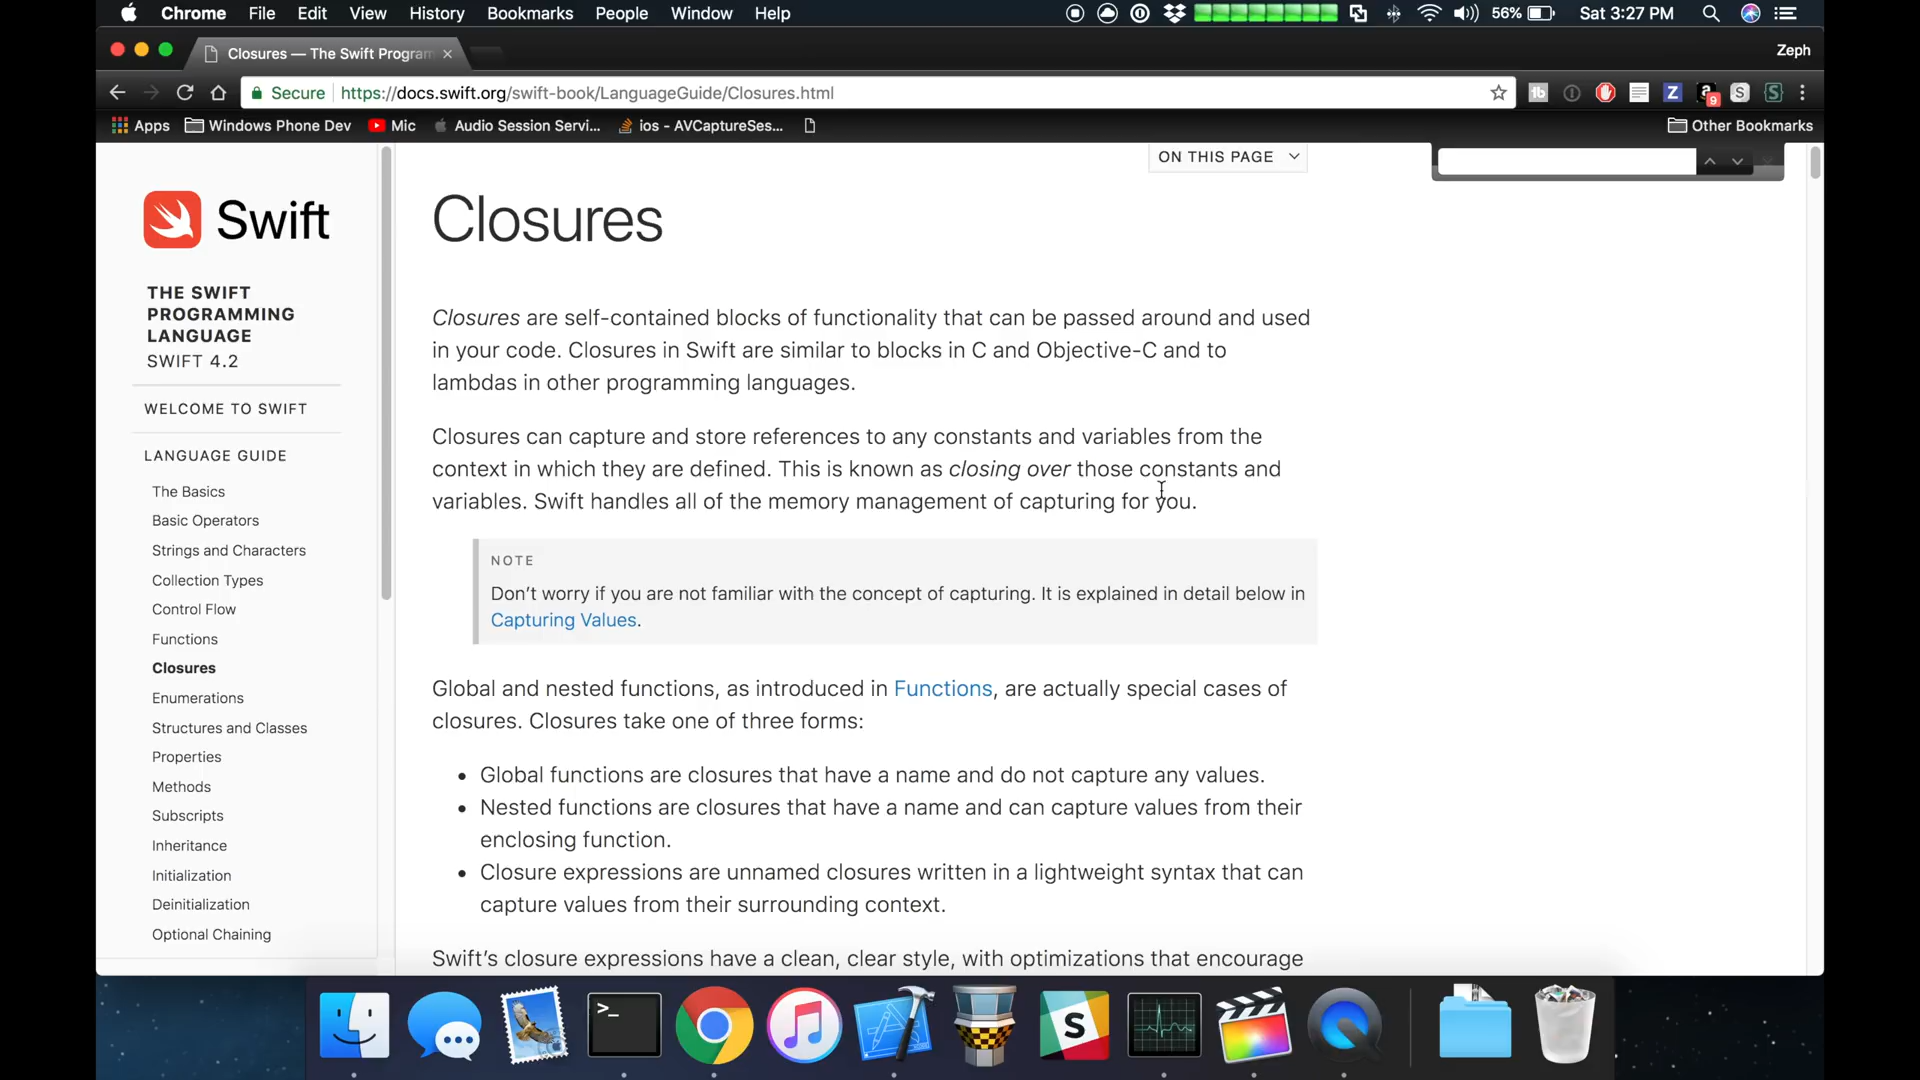 Chrome File Edit View History Bookmarks People Window Help 56% Sat 3:27 PM
Closures — The Swift Program
Zeph
Secure https://docs.swift.org/swift-book/LanguageGuide/Closures.html
9
Apps Windows Phone Dev Mic Audio Session Servi... ios - AVCaptureSes... Other Bookmarks
ON THIS PAGE
Swift
THE SWIFT
PROGRAMMING
LANGUAGE
SWIFT 4.2
WELCOME TO SWIFT
LANGUAGE GUIDE
The Basics
Basic Operators
Strings and Characters
Collection Types
Control Flow
Functions
Closures
Enumerations
Structures and Classes
Properties
Methods
Subscripts
Inheritance
Initialization
Deinitialization
Optional Chaining
Closures
Closures are self-contained blocks of functionality that can be passed around and used
in your code. Closures in Swift are similar to blocks in C and Objective-C and to
lambdas in other programming languages.
Closures can capture and store references to any constants and variables from the
context in which they are defined. This is known as closing over those constants and
variables. Swift handles all of the memory management of capturing for you.
NOTE
Don’t worry if you are not familiar with the concept of capturing. It is explained in detail below in
Capturing Values.
Global and nested functions, as introduced in Functions, are actually special cases of
closures. Closures take one of three forms:
• Global functions are closures that have a name and do not capture any values.
• Nested functions are closures that have a name and can capture values from their
enclosing function.
• Closure expressions are unnamed closures written in a lightweight syntax that can
capture values from their surrounding context.
Swift’s closure expressions have a clean, clear style, with optimizations that encourage